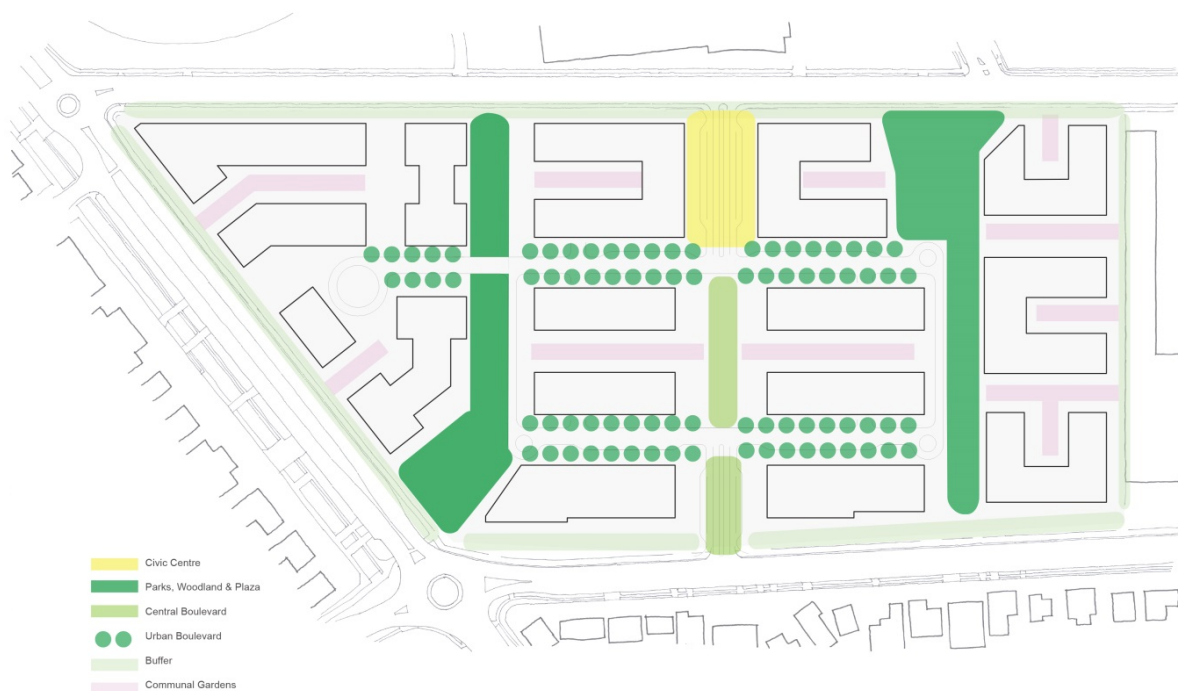 Civic Centre
Parks, Woodland & Plaza
Central Boulevard
Urban Boulevard
Buffer
Communal Gardens